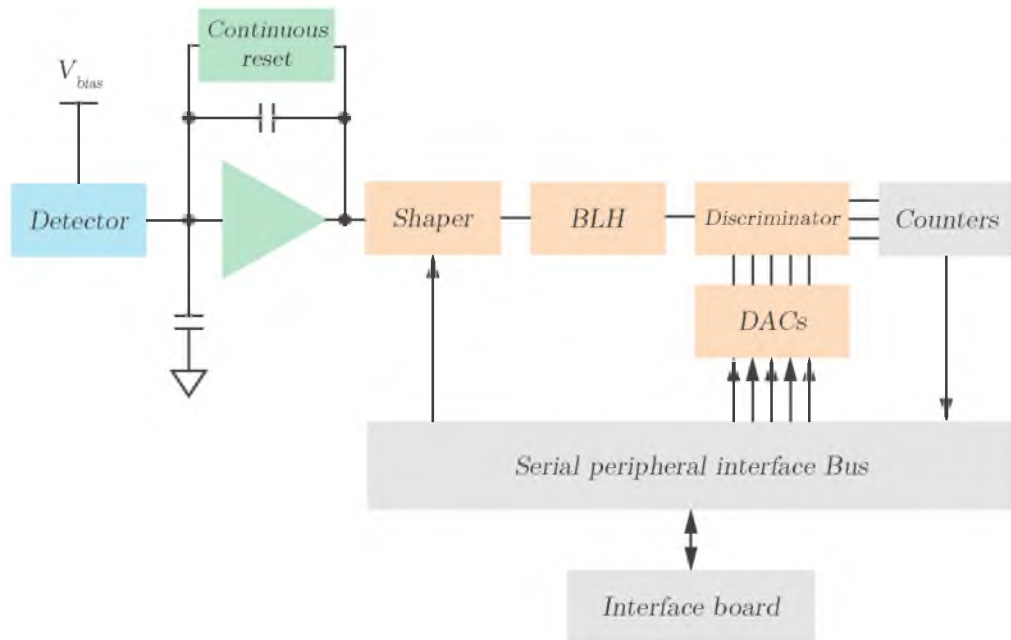 Continuous
reset
V_bias
Detector
Shaper
BLH
Discriminator
Counters
DACs
Serial peripheral interface Bus
Interface board